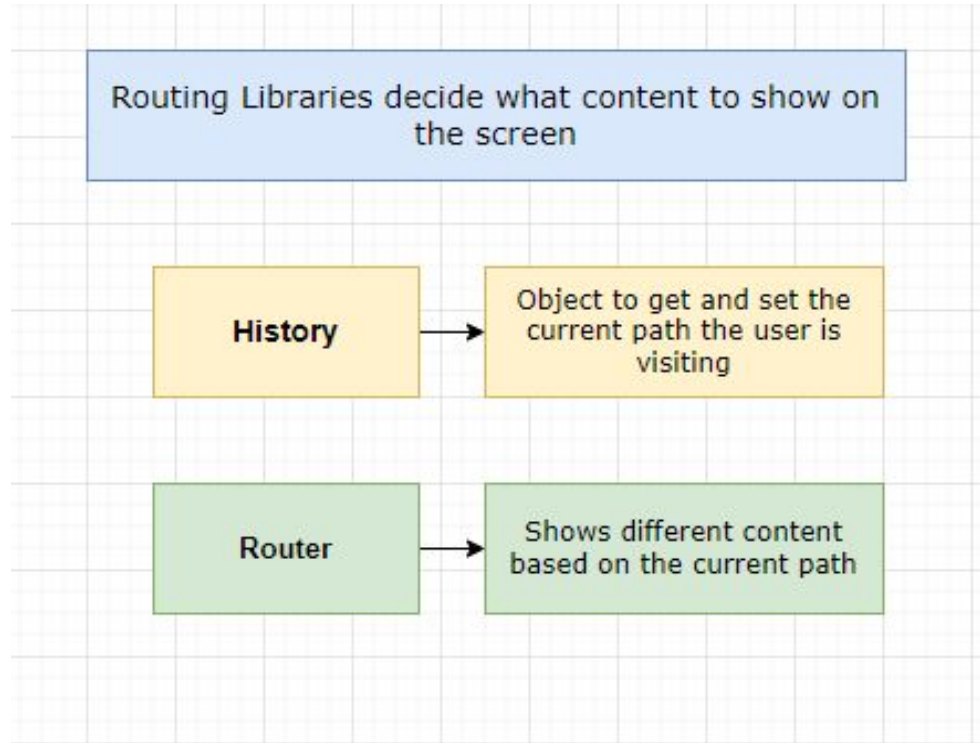 Routing Libraries decide what content to show on
the screen
History
Object to get and set the
current path the user is
visiting
Router
Shows different content
based on the current path